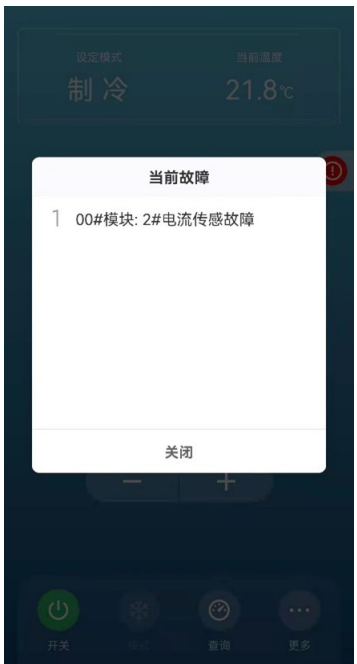 设定模式
当前温度
制冷
21.8℃
当前故障
1 00#模块: 2#电流传感故障
关闭
开关
模式
查询
更多